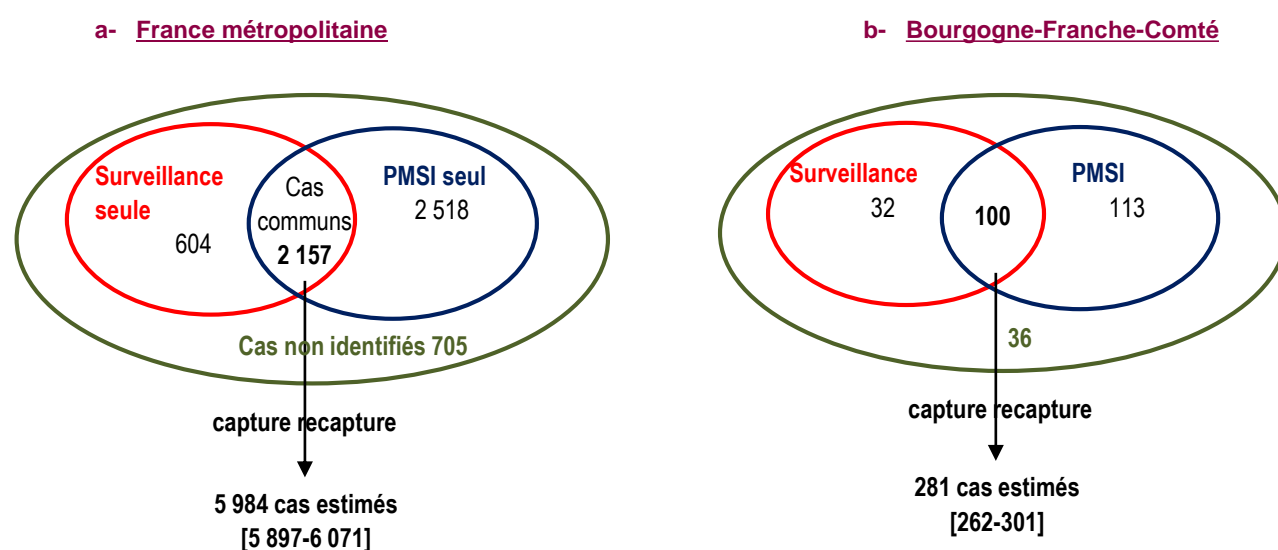 a- France métropolitaine
Surveillance
seule
604
Cas
communs
2 157
PMSI seul
2 518
Cas non identifiés 705
capture recapture
5 984 cas estimés
[5 897-6 071]
b- Bourgogne-Franche-Comté
Surveillance
32
100
PMSI
113
36
capture recapture
281 cas estimés
[262-301]